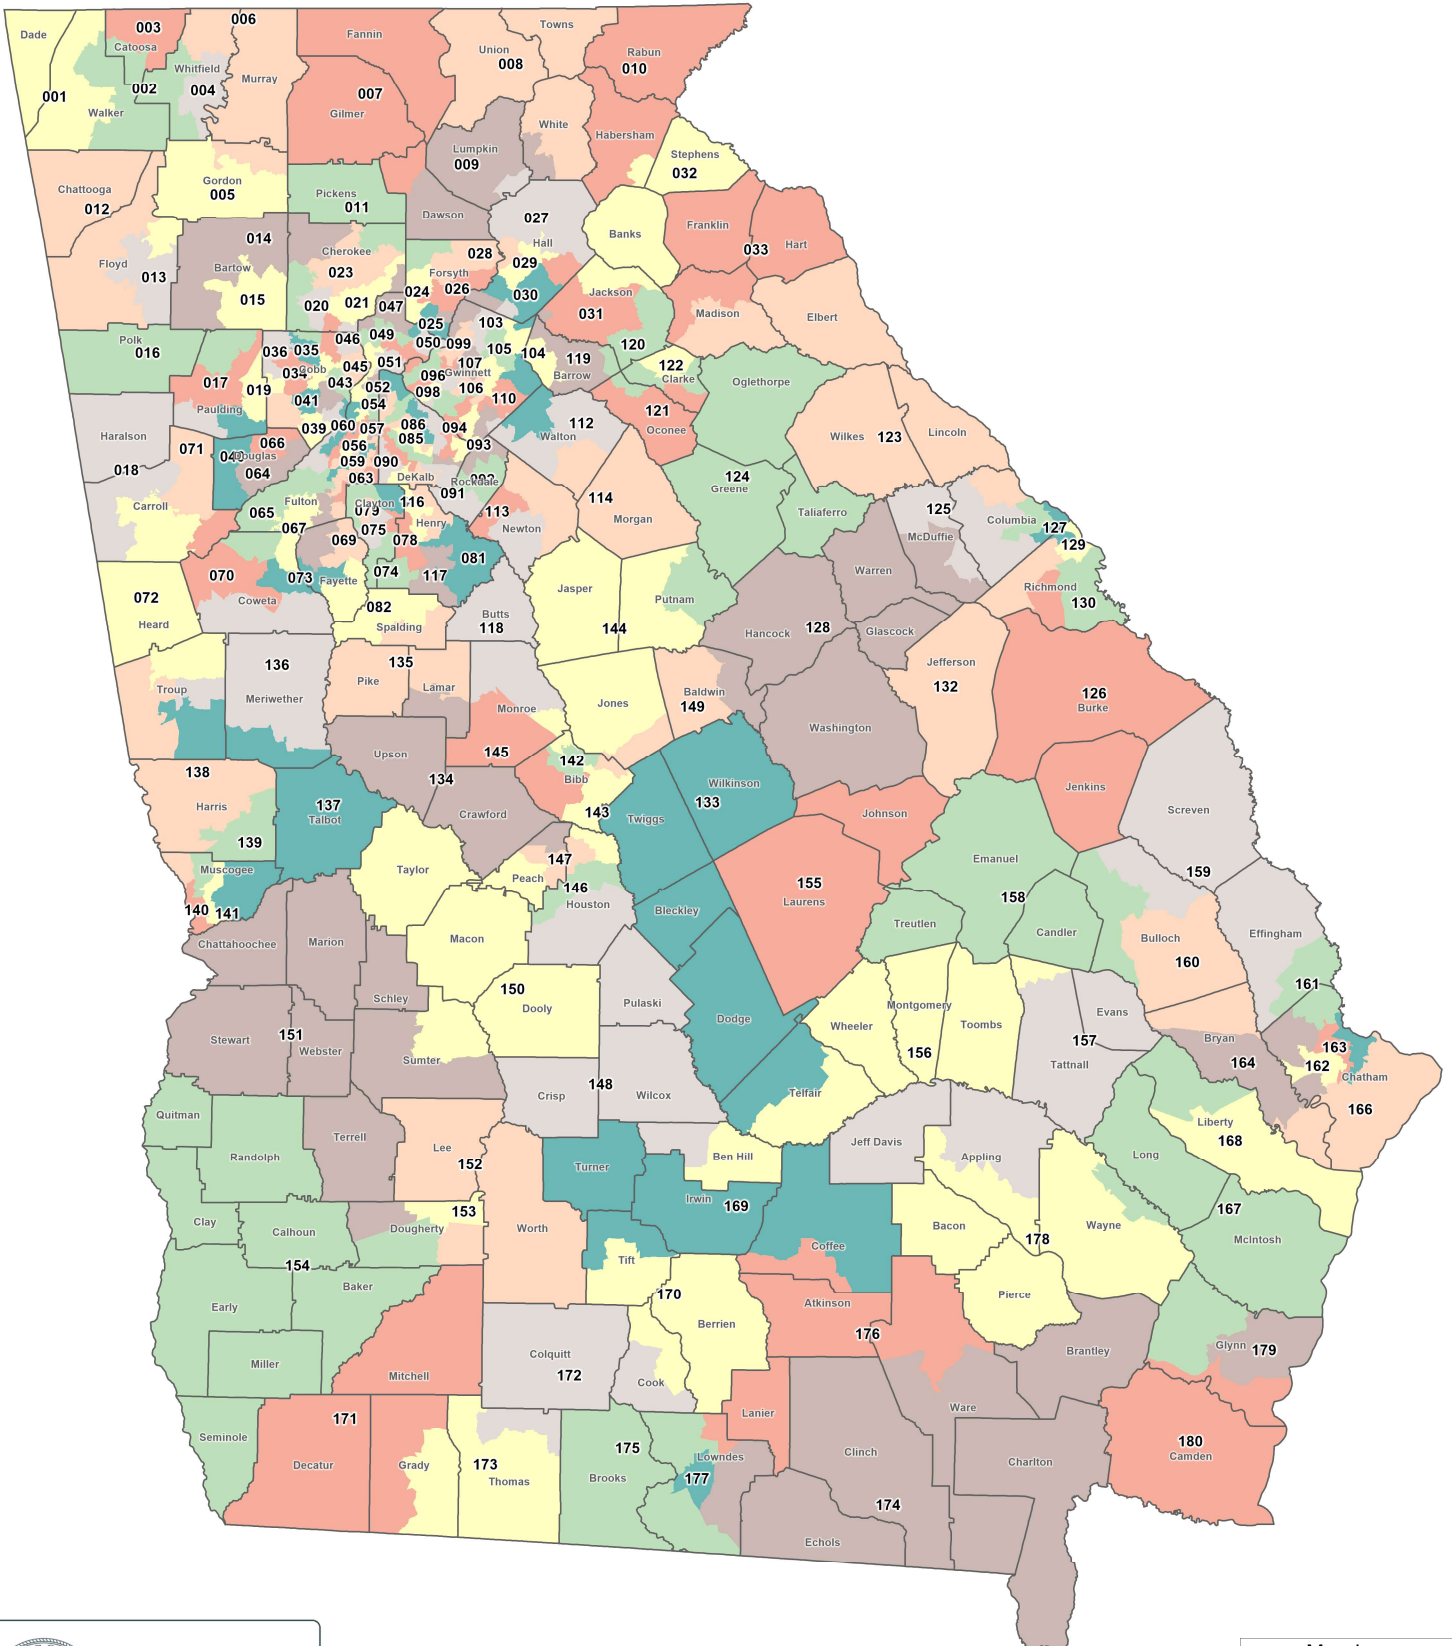 Dade
003
Catoosa
006
Fannin
Towns
Union
008
Rabun
010
Whitfield
Murray
001
002
004
007
Gilmer
Walker
White
Habersham
Lumpkin
009
Stephens
032
Chattooga
012
Gordon
005
Pickens
011
Dawson
027
Hall
Banks
Franklin
033
Hart
014
Cherokee
023
028
029
Floyd
013
Bartow
015
Forsyth
024
026
030
Jackson
031
Madison
Elbert
020
021
047
025
103
Polk
016
036
035
046
049
050
099
105
104
119
Barrow
120
122
Clarke
Oglethorpe
045
051
107
Gwinnett
096
106
098
110
017
019
043
052
041
054
Paulding
Haralson
018
071
066
Douglas
064
039
060
057
086
085
094
093
112
Walton
121
Oconee
Wilkes
123
Lincoln
056
059
090
063
DeKalb
Rockdale
091
Carroll
065
Fulton
067
Clayton
116
075
Henry
078
113
Newton
114
Morgan
124
Greene
Taliaferro
125
McDuffie
Columbia
127
129
069
070
073
Fayette
074
117
081
Coweta
072
Heard
082
Spalding
Butts
118
Jasper
144
Putnam
Warren
Richmond
130
Hancock
128
Glascock
136
Meriwether
135
Pike
Lamar
Troup
Monroe
145
Jones
Baldwin
149
Jefferson
132
126
Burke
Washington
138
Harris
139
137
Talbot
Upson
134
Crawford
142
Bibb
143
Twiggs
Wilkinson
133
Johnson
Jenkins
Screven
159
Muscogee
140
141
Taylor
147
Peach
146
Houston
155
Laurens
Emanuel
158
Treutlen
Candler
Chattahoochee
Marion
Macon
Bleckley
Bulloch
160
Effingham
161
Schley
150
Dooly
Pulaski
Dodge
Wheeler
Montgomery
156
Toombs
Evans
157
Tattnall
Stewart
151
Webster
Sumter
Bryan
164
163
162
Chatham
166
Crisp
148
Wilcox
Telfair
Quitman
Terrell
Randolph
Lee
152
Turner
Ben Hill
Jeff Davis
Appling
Liberty
168
Long
Clay
Calhoun
153
Dougherty
Worth
Irwin
169
Coffee
Bacon
178
Wayne
167
McIntosh
154
Early
Baker
Tift
170
Berrien
Atkinson
176
Pierce
Miller
Mitchell
Colquitt
172
Cook
Brantley
Glynn
179
Seminole
171
Decatur
Grady
173
Thomas
175
Brooks
Lanier
Lowndes
177
Clinch
Ware
Charlton
180
Camden
174
Echols